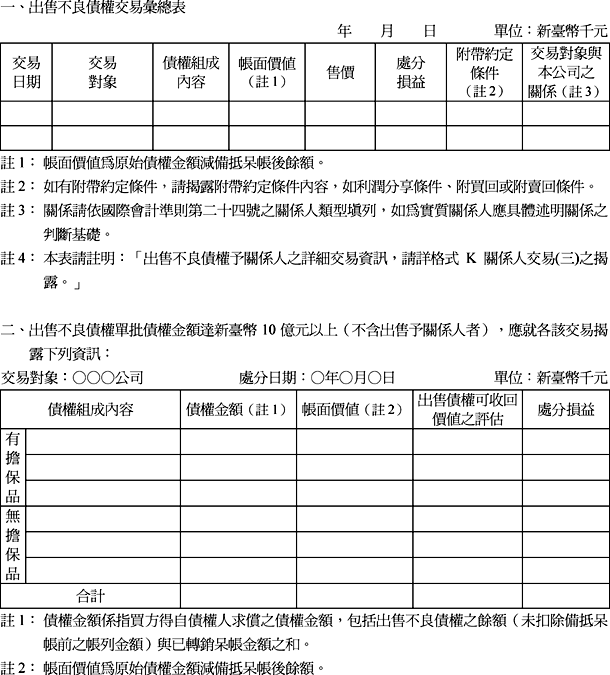 一、出售不良債權交易彙總表
年　　月　　日　　　　單位：新臺幣千元
交易日期　交易對象　債權組成內容　帳面價值（註1）　售價　處分損益　附帶約定條件（註2）　交易對象與本公司之關係（註3）
註1：帳面價值為原始債權金額減備抵呆帳後餘額。
註2：如有附帶約定條件，請揭露附帶約定條件內容，如利潤分享條件、附買回或附賣回條件。
註3：關係請依國際會計準則第二十四號之關係人類型填列，如為實質關係人應具體述明關係之
判斷基礎。
註4：本表請註明：「出售不良債權予關係人之詳細交易資訊，請詳格式 K 關係人交易(三)之揭
露。」
二、出售不良債權單批債權金額達新臺幣 10 億元以上（不含出售予關係人者），應就各該交易揭
露下列資訊：
交易對象：○○○公司　　處分日期：○年○月○日　　單位：新臺幣千元
債權組成內容　債權金額（註1）　帳面價值（註2）　出售債權可收回價值之評估　處分損益
有擔保品
無擔保品
合計
註1：債權金額係指買方得自債權人求償之債權金額，包括出售不良債權之餘額（未扣除備抵呆
帳前之帳列金額）與已轉銷呆帳金額之和。
註2：帳面價值為原始債權金額減備抵呆帳後餘額。